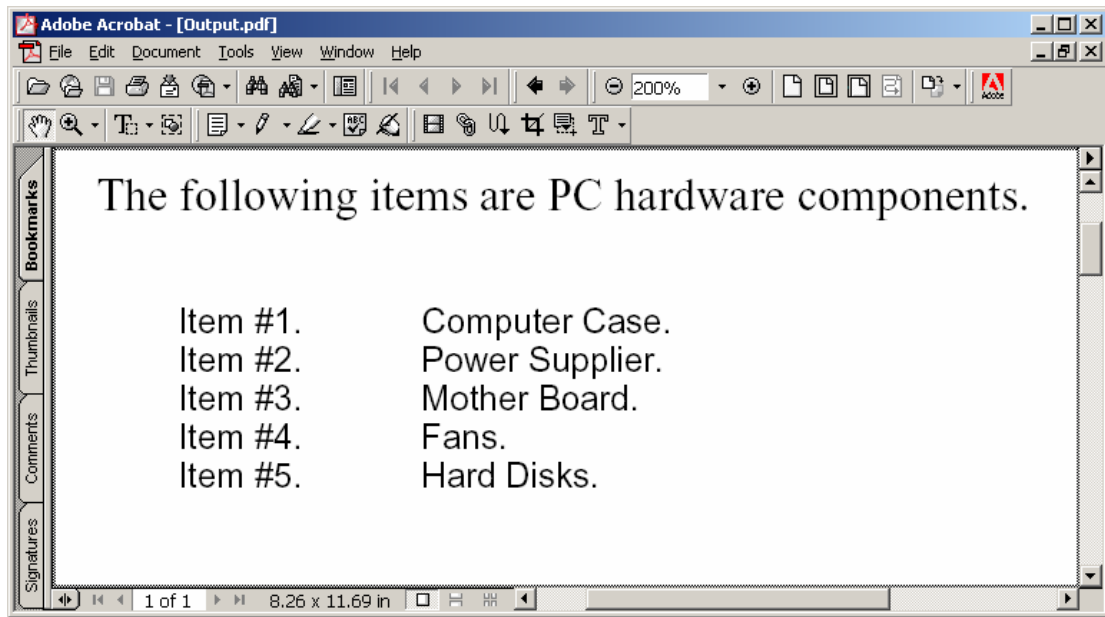 Adobe Acrobat - [Output.pdf]
File Edit Document Tools View Window Help
200%
Adobe
The following items are PC hardware components.
Item #1. Computer Case.
Item #2. Power Supplier.
Item #3. Mother Board.
Item #4. Fans.
Item #5. Hard Disks.
Bookmarks
Thumbnails
Comments
Signatures
1 of 1 8.26 x 11.69 in